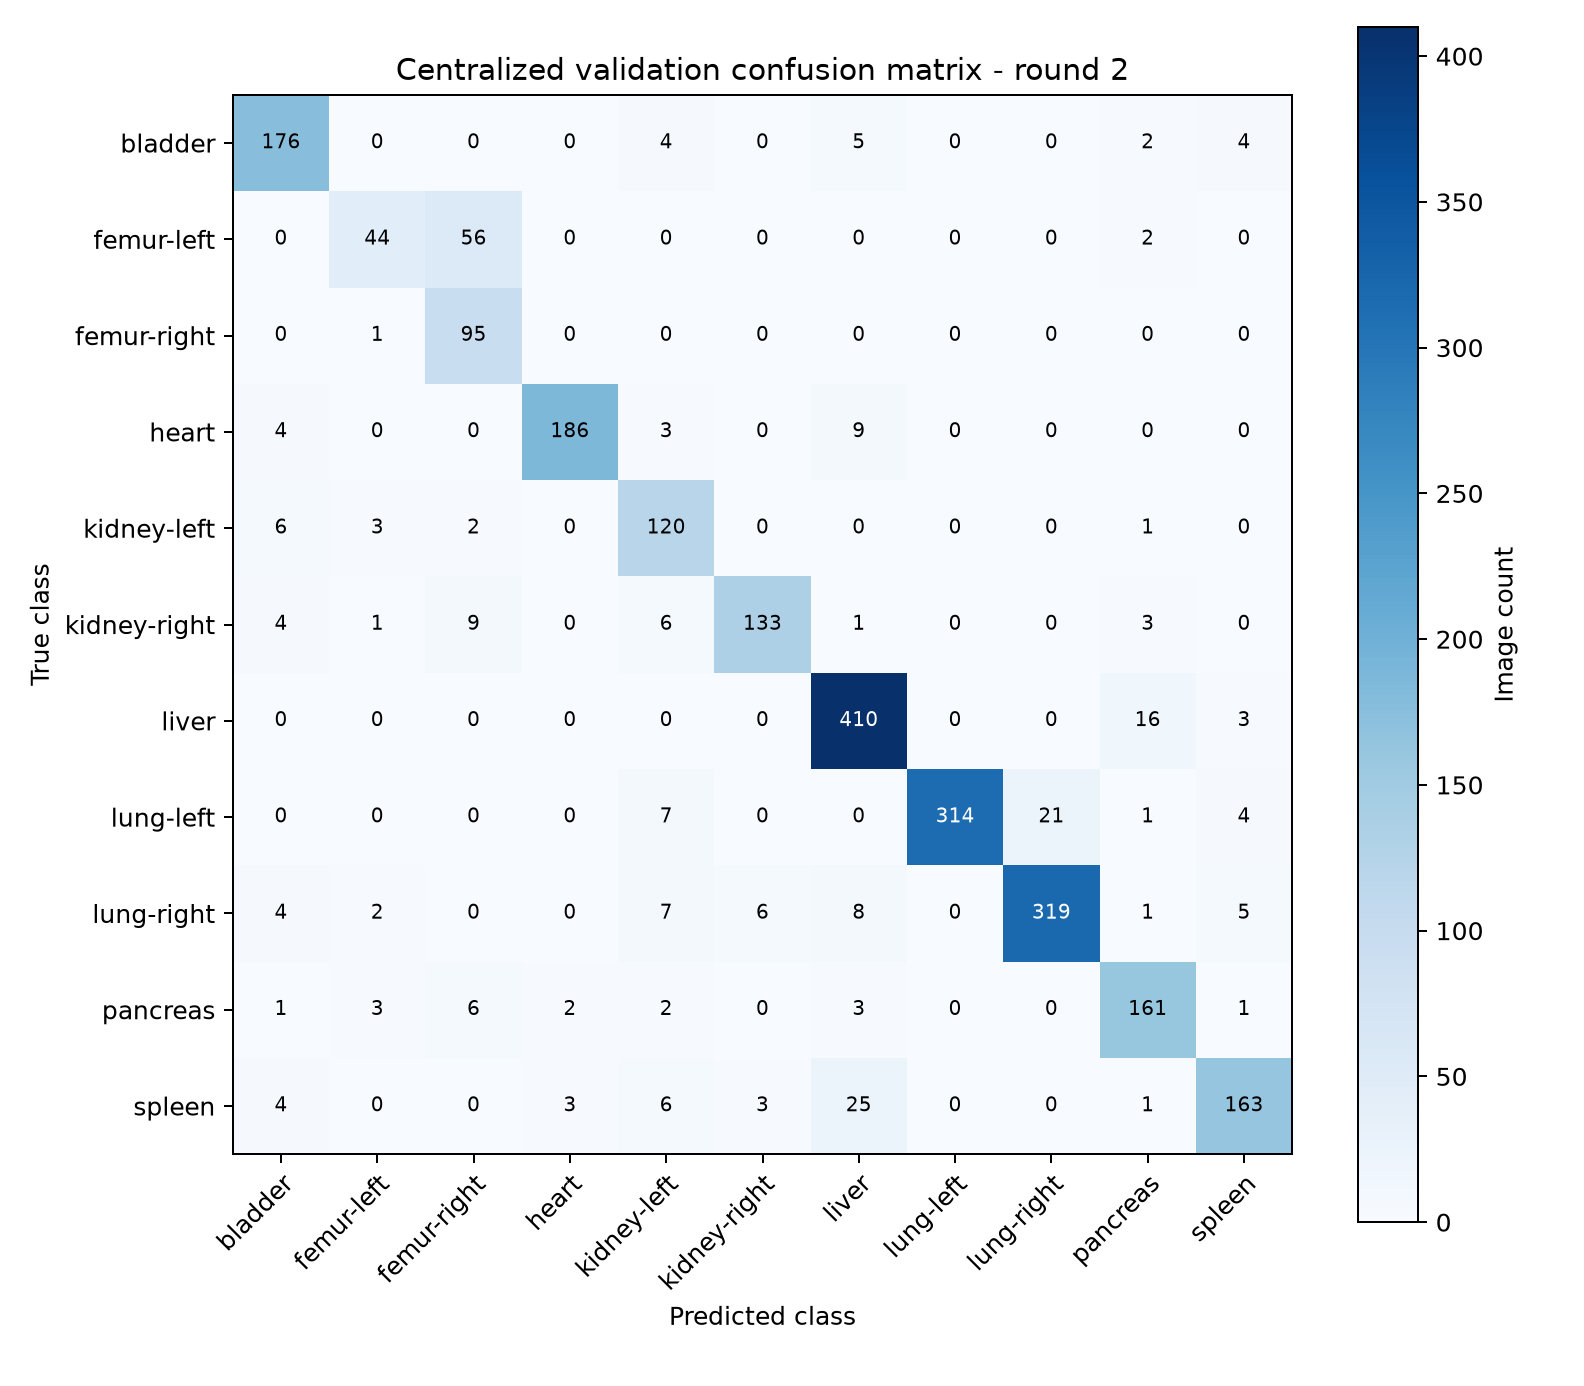 Centralized validation confusion matrix - round 2
bladder 176 0 0 0 4 0 5 0 0 2 4
femur-left 0 44 56 0 0 0 0 0 0 2 0
femur-right 0 1 95 0 0 0 0 0 0 0 0
heart 4 0 0 186 3 0 9 0 0 0 0
kidney-left 6 3 2 0 120 0 0 0 0 1 0
kidney-right 4 1 9 0 6 133 1 0 0 3 0
liver 0 0 0 0 0 0 410 0 0 16 3
lung-left 0 0 0 0 7 0 0 314 21 1 4
lung-right 4 2 0 0 7 6 8 0 319 1 5
pancreas 1 3 6 2 2 0 3 0 0 161 1
spleen 4 0 0 3 6 3 25 0 0 1 163
bladder femur-left femur-right heart kidney-left kidney-right liver lung-left lung-right pancreas spleen
Predicted class
True class
400
350
300
250
200
150
100
50
0
Image count